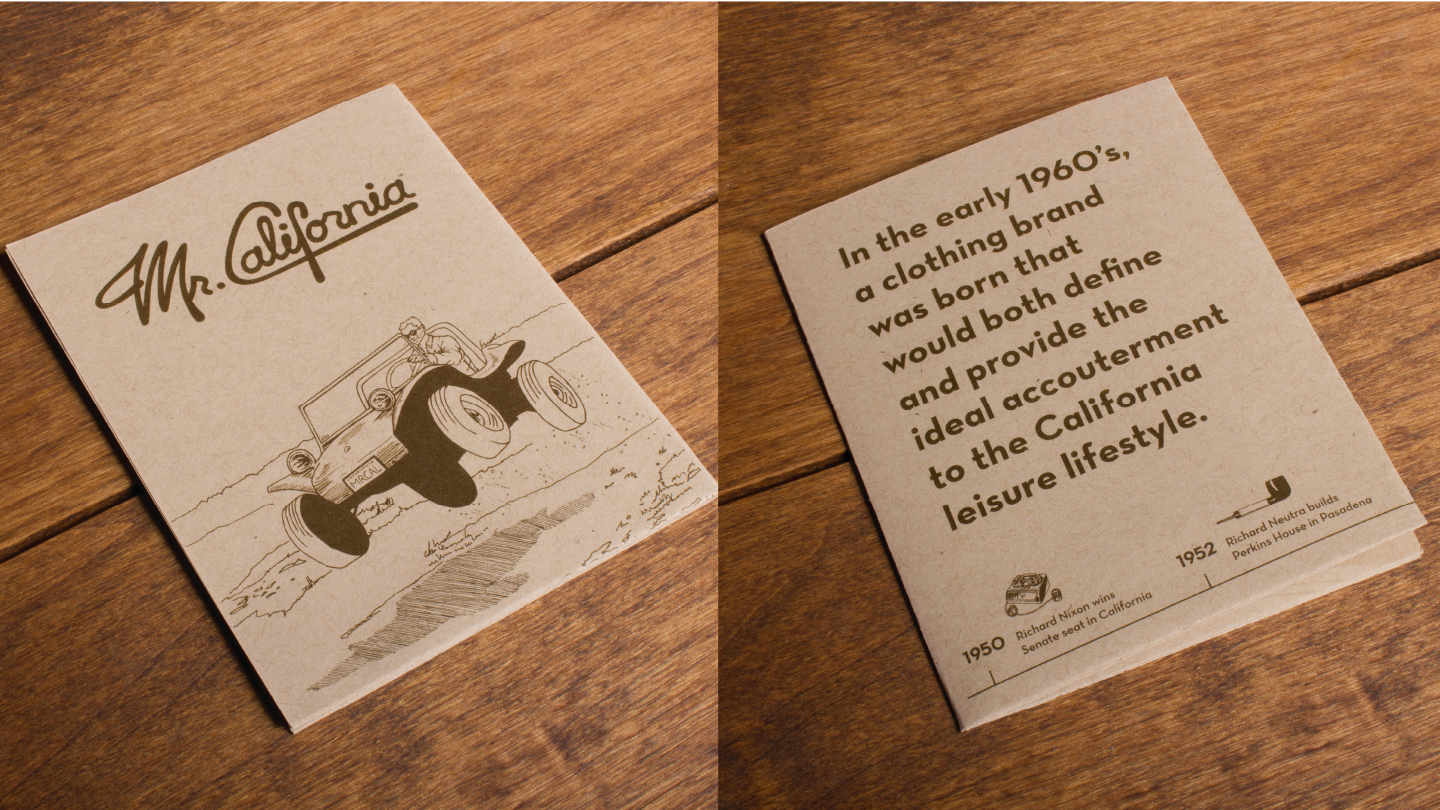 Mr. California
MRCAL
In the early 1960's,
a clothing brand
was born that
would both define
and provide the
ideal accouterment
to the California
leisure lifestyle.
1950
Richard Nixon wins
Senate seat in California
1952
Richard Neutra builds
Perkins House in Pasadena